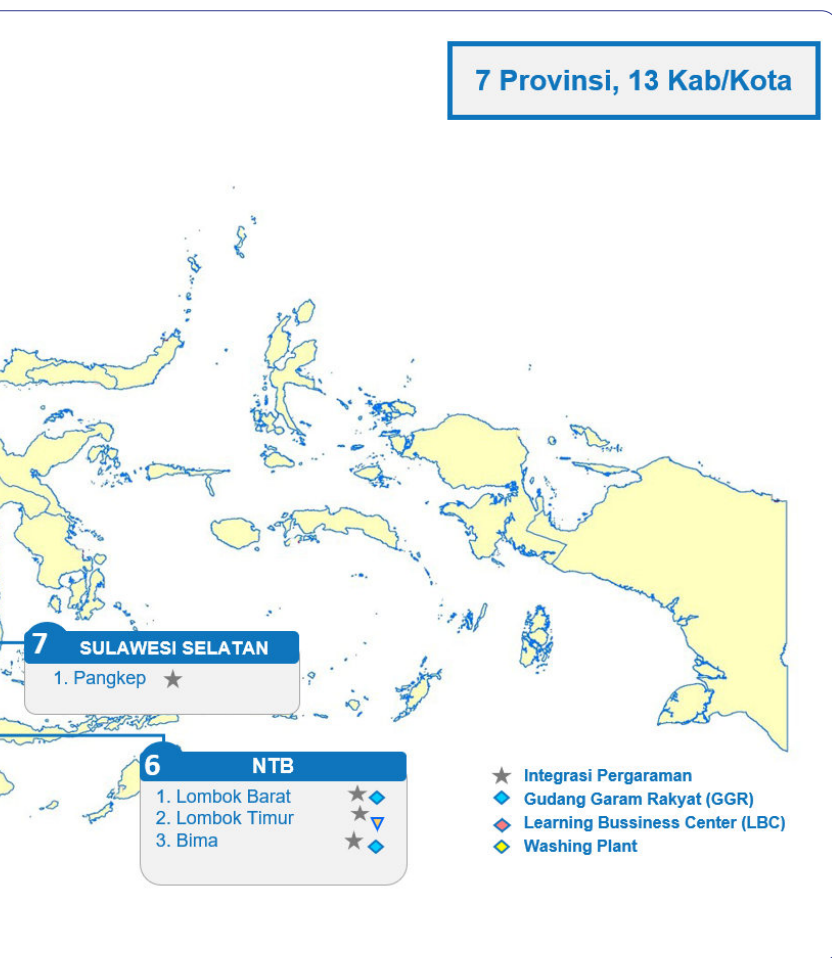 7 Provinsi, 13 Kab/Kota
7 SULAWESI SELATAN
1. Pangkep
6 NTB
1. Lombok Barat
2. Lombok Timur
3. Bima
Integrasi Pergaraman
Gudang Garam Rakyat (GGR)
Learning Bussiness Center (LBC)
Washing Plant